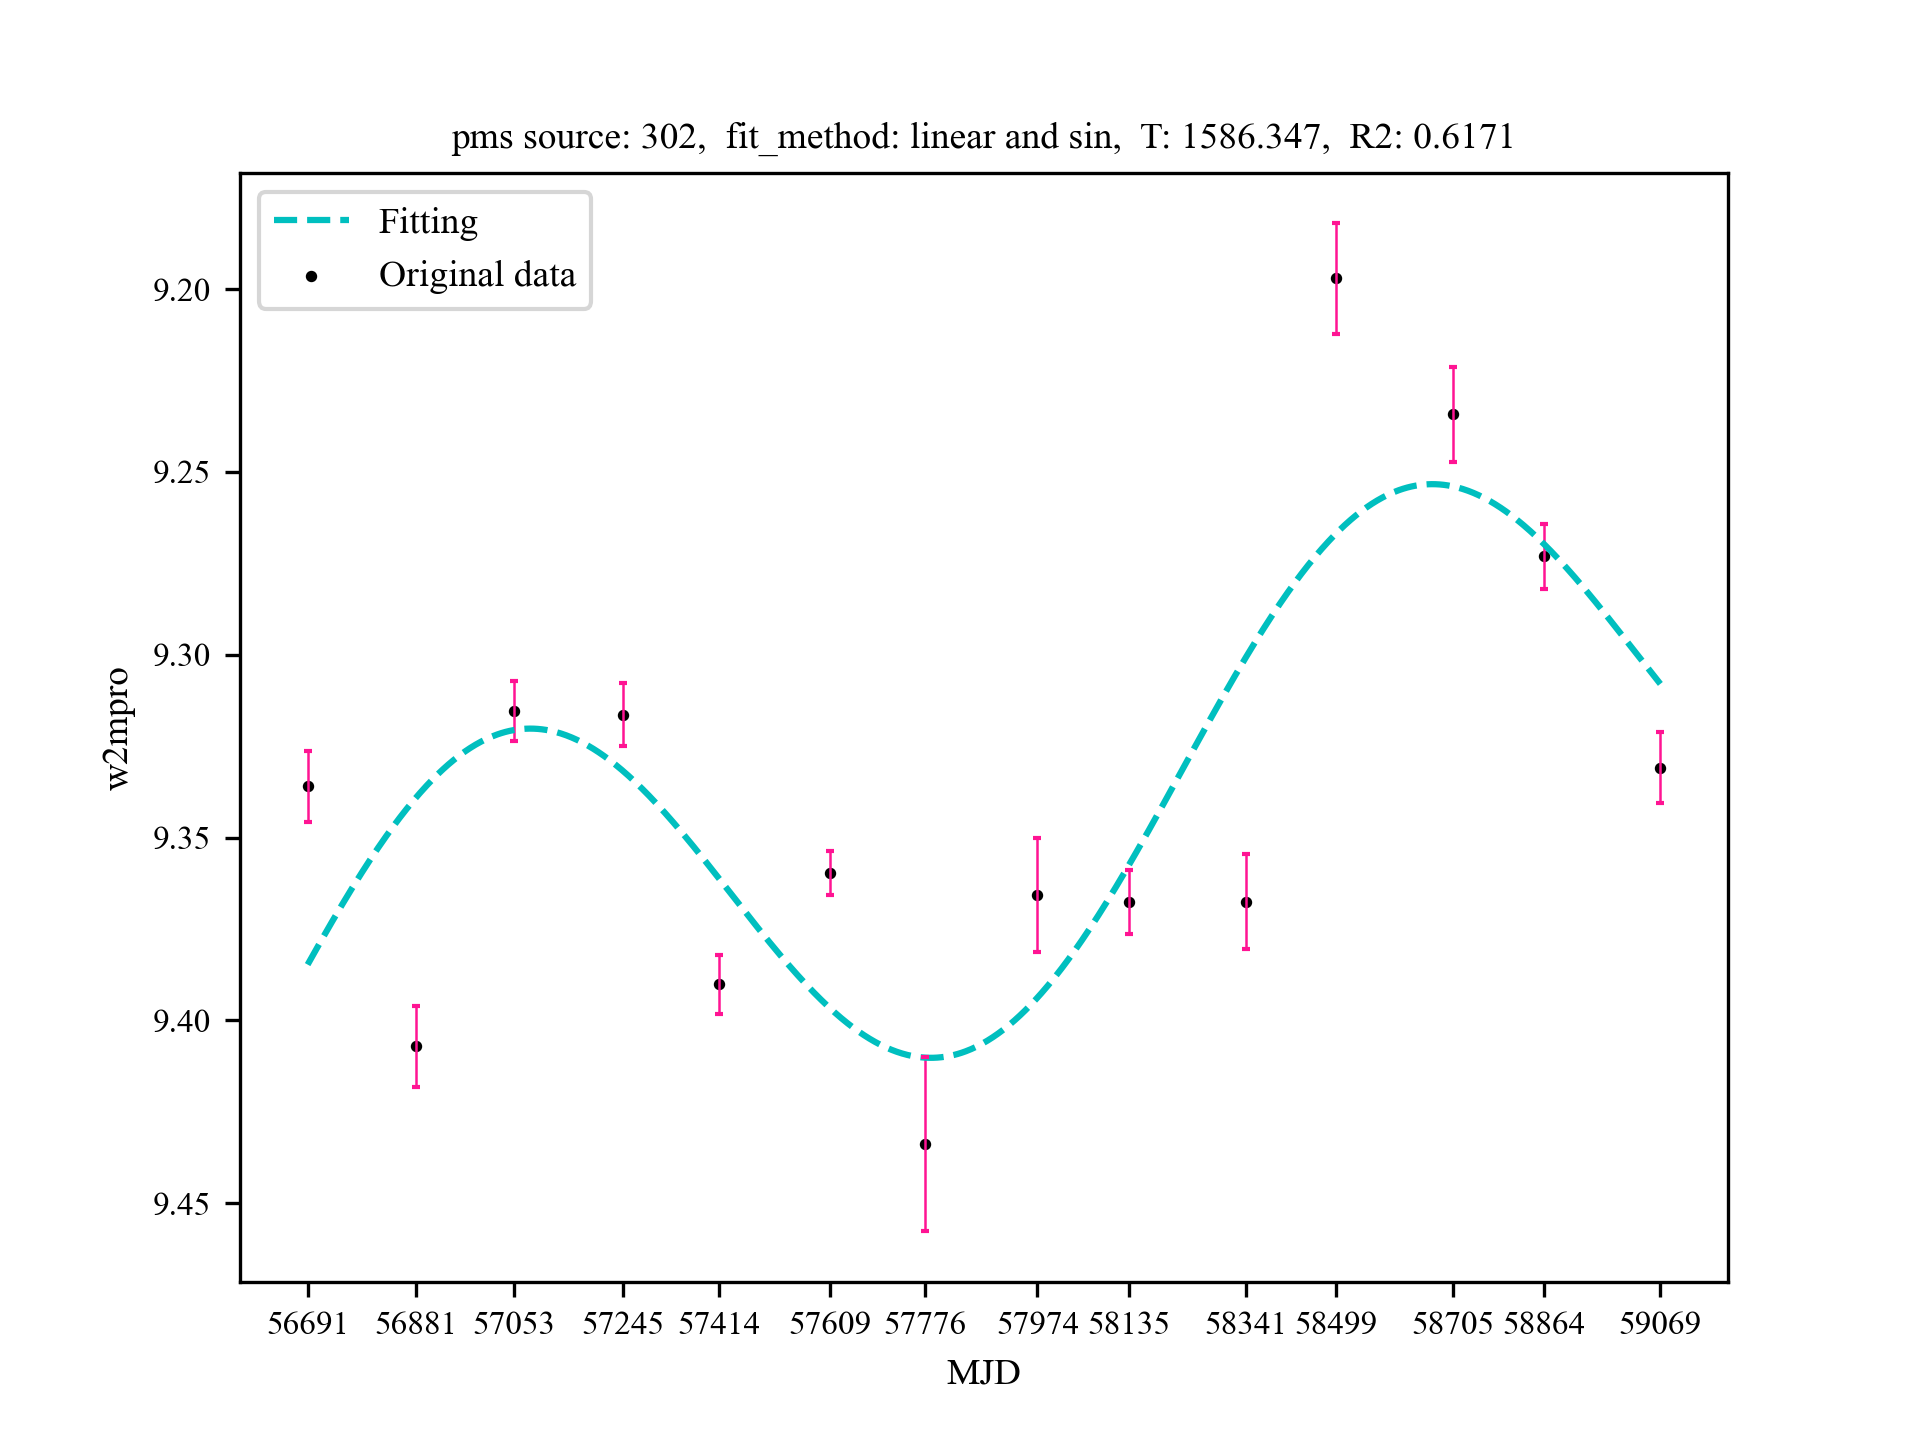 pms source: 302,  fit_method: linear and sin,  T: 1586.347,  R2: 0.6171
Fitting
Original data
9.20
9.25
9.30
9.35
9.40
9.45
w2mpro
56691 56881 57053 57245 57414 57609 57776 57974 58135 58341 58499 58705 58864 59069
MJD